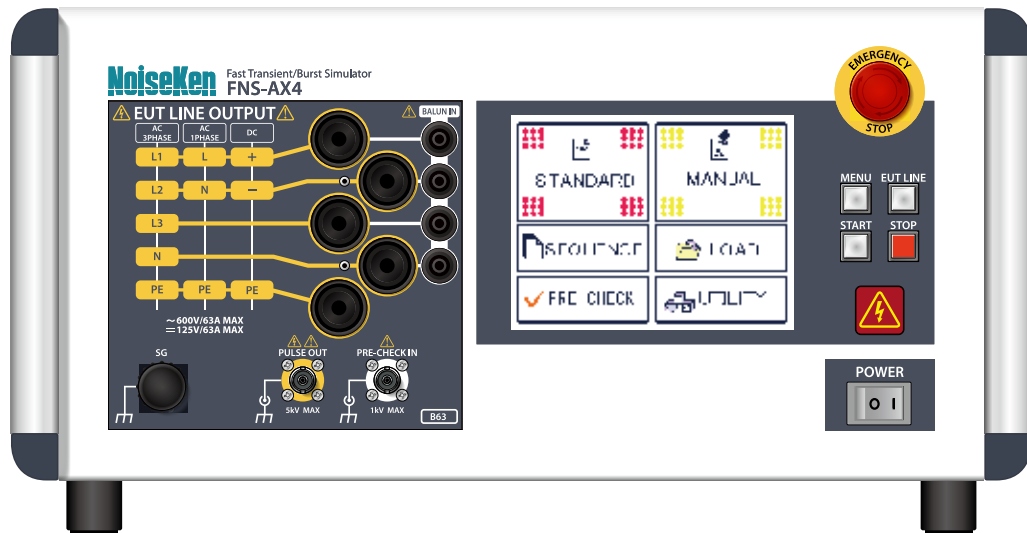 NoiseKen
Fast Transient/Burst Simulator
FNS-AX4
EUT LINE OUTPUT
BALUN IN
AC 3PHASE
AC 1PHASE
DC
L1 L +
L2 N −
L3
N
PE PE PE
～600V/63A MAX
⎓125V/63A MAX
SG
PULSE OUT
5kV MAX
PRE-CHECK IN
1kV MAX
B63
STANDARD
MANUAL
SEQUENCE
LOAD
PRE CHECK
UTILITY
EMERGENCY
STOP
MENU
EUT LINE
START
STOP
POWER
O I